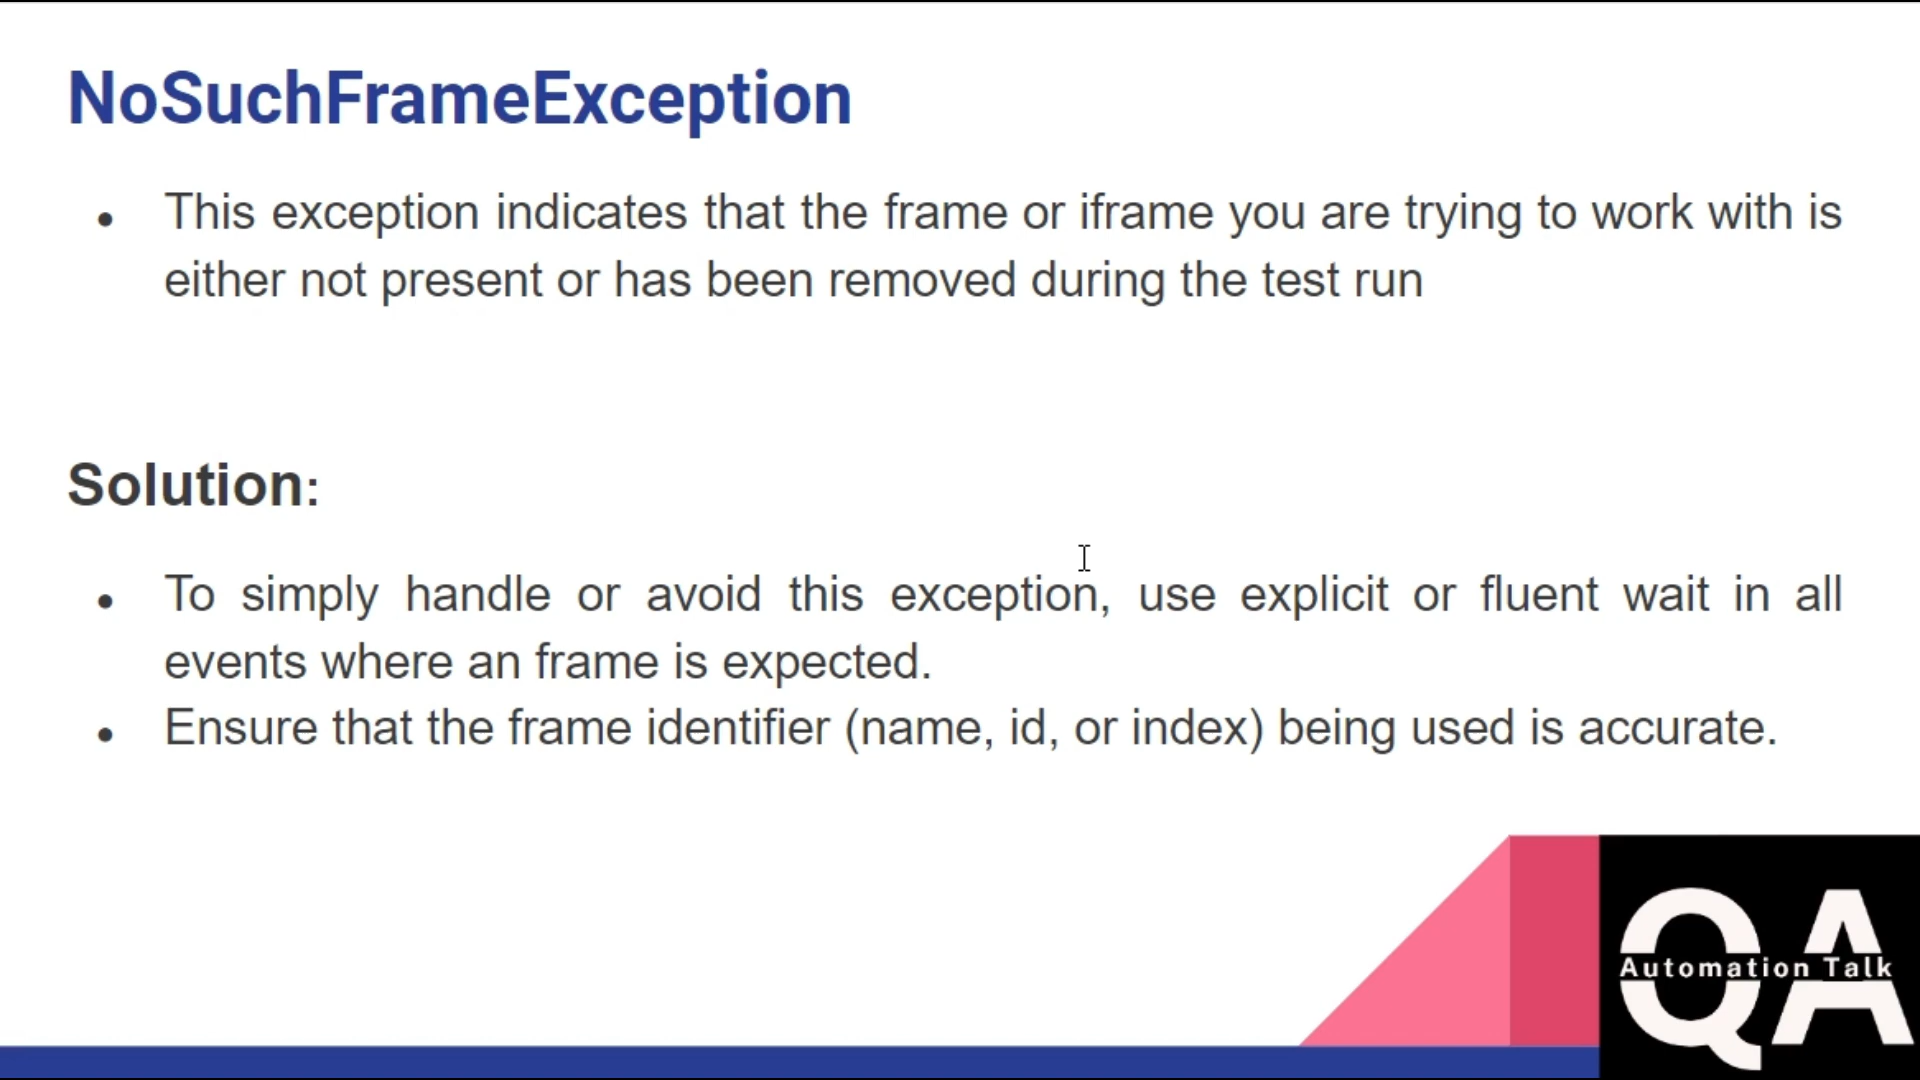 NoSuchFrameException
● This exception indicates that the frame or iframe you are trying to work with is
either not present or has been removed during the test run
Solution:
● To simply handle or avoid this exception, use explicit or fluent wait in all
events where an frame is expected.
● Ensure that the frame identifier (name, id, or index) being used is accurate.
QA
Automation Talk